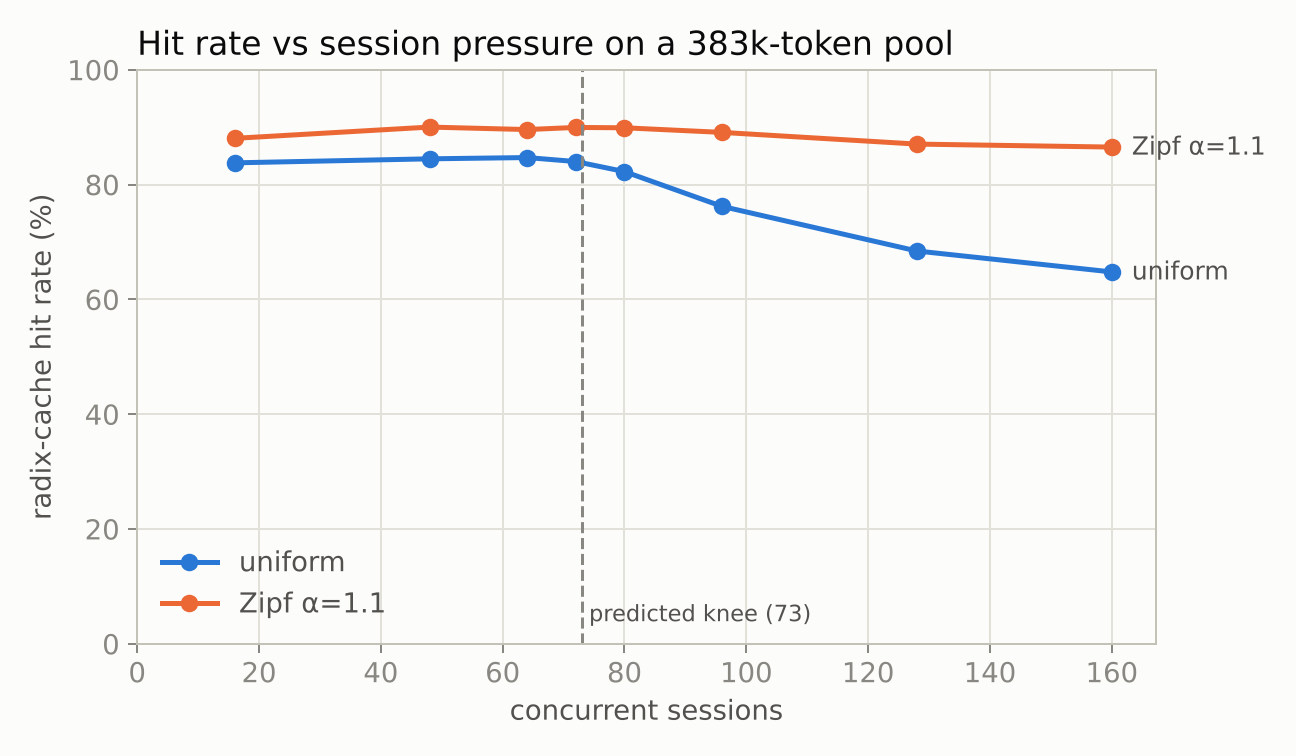 Hit rate vs session pressure on a 383k-token pool
radix-cache hit rate (%)
100
80
60
40
20
0
Zipf α=1.1
uniform
uniform
Zipf α=1.1
predicted knee (73)
0 20 40 60 80 100 120 140 160
concurrent sessions